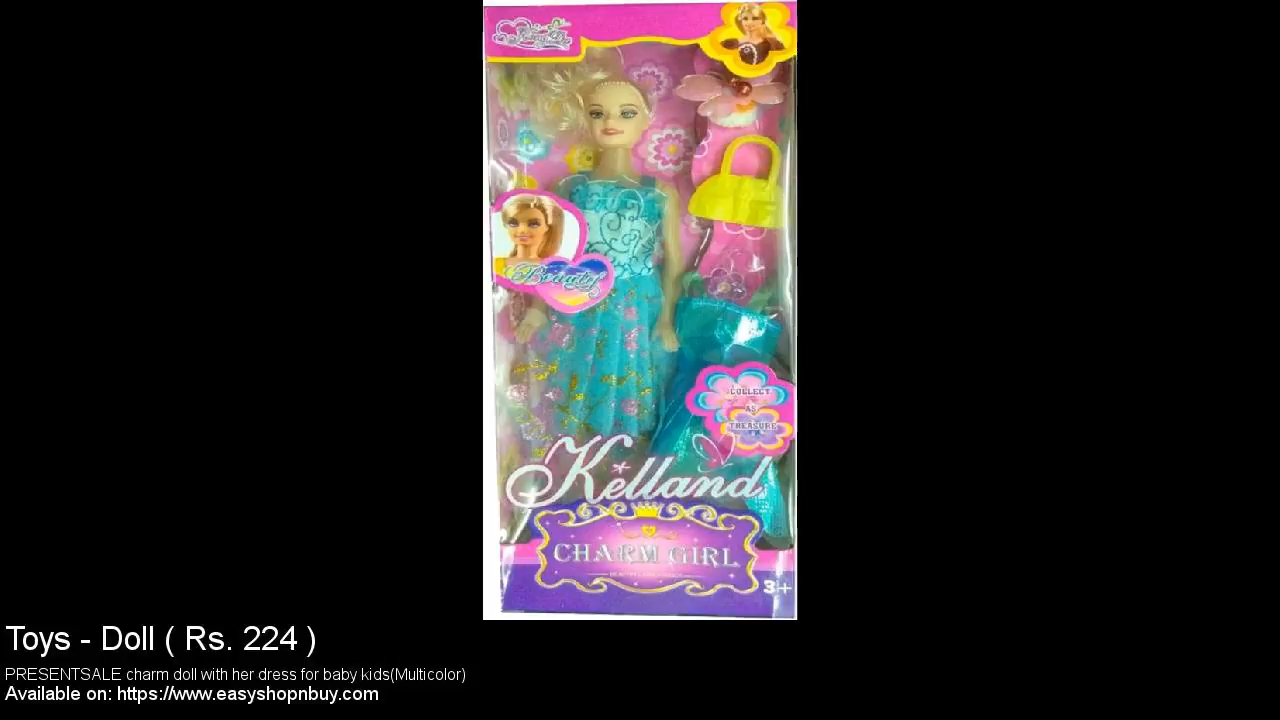 Beauty
COLLECT
AS
TREASURE
Kelland
CHARM GIRL
3+
Toys - Doll ( Rs. 224 )
PRESENTSALE charm doll with her dress for baby kids(Multicolor)
Available on: https://www.easyshopnbuy.com